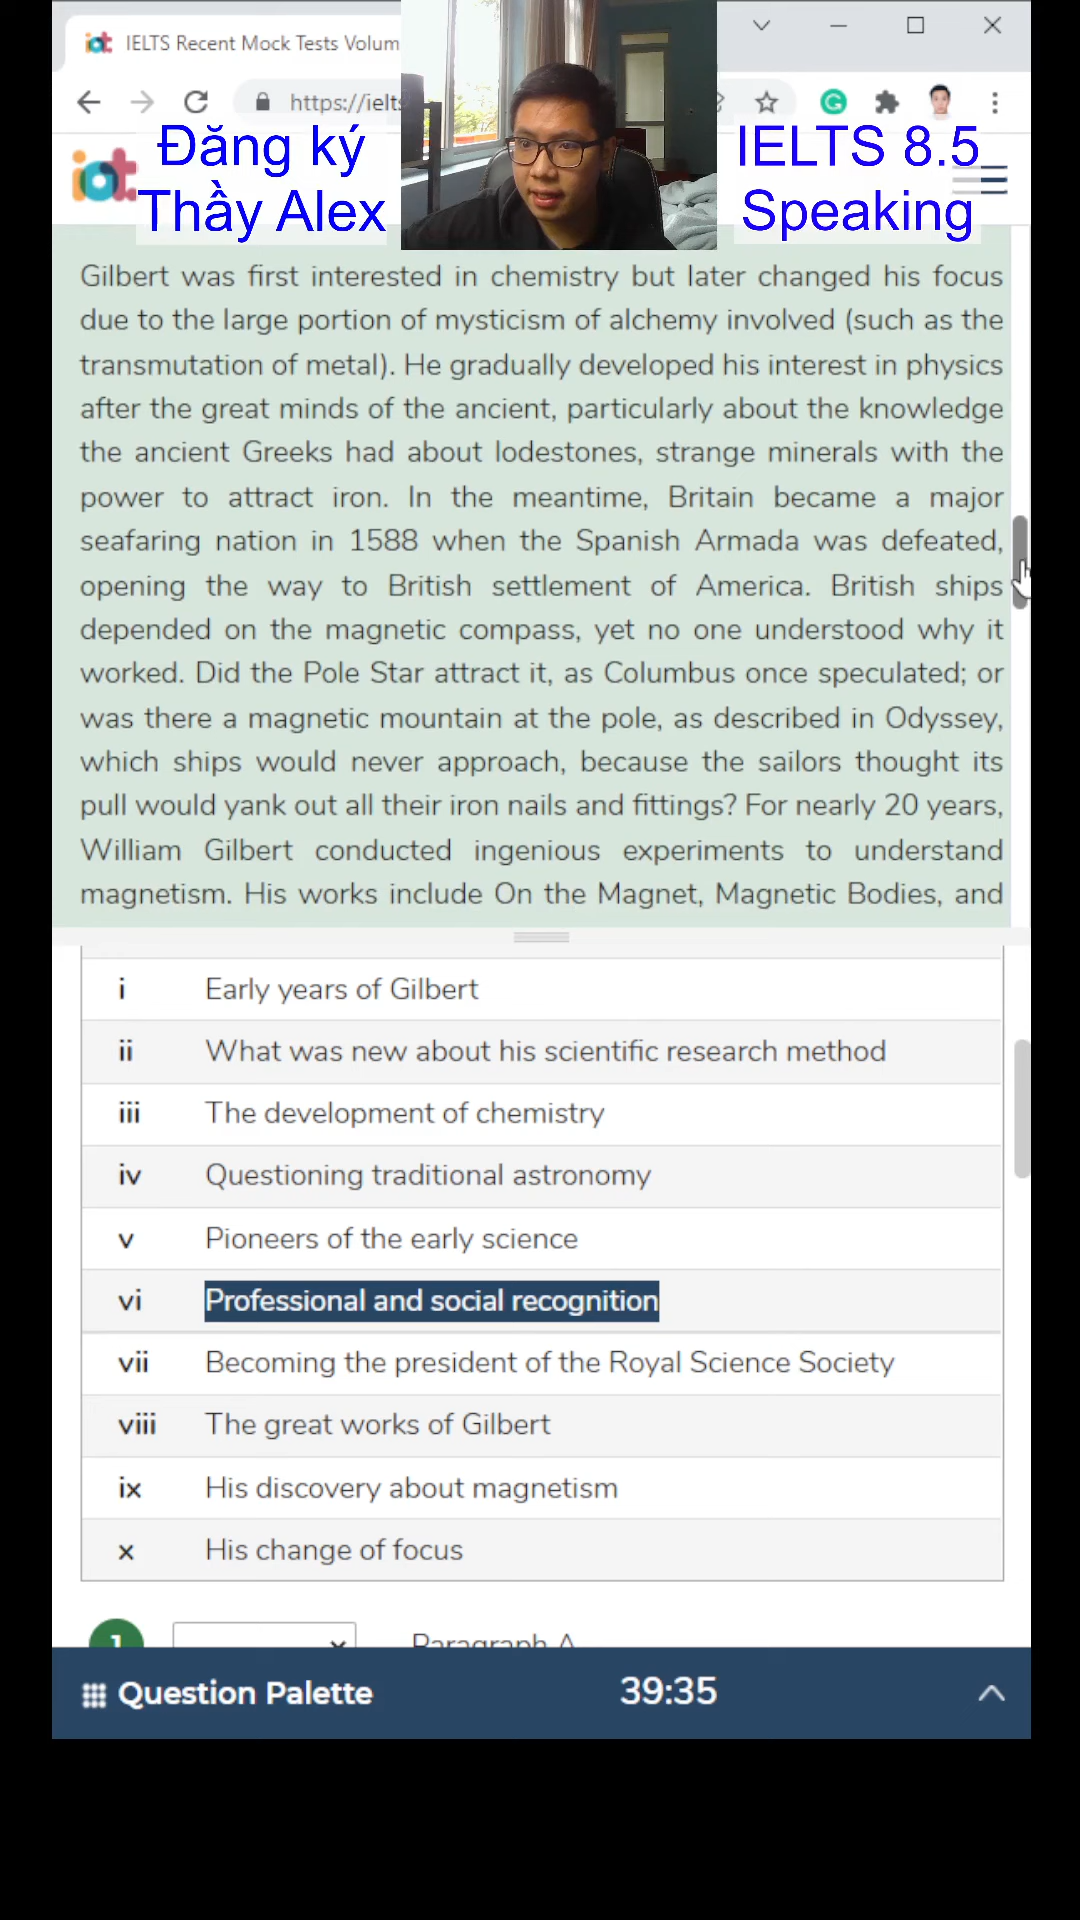 IELTS Recent Mock Tests Volum
https://ielts
Đăng ký
Thầy Alex
IELTS 8.5
Speaking
iot
Gilbert was first interested in chemistry but later changed his focus
due to the large portion of mysticism of alchemy involved (such as the
transmutation of metal). He gradually developed his interest in physics
after the great minds of the ancient, particularly about the knowledge
the ancient Greeks had about lodestones, strange minerals with the
power to attract iron. In the meantime, Britain became a major
seafaring nation in 1588 when the Spanish Armada was defeated,
opening the way to British settlement of America. British ships
depended on the magnetic compass, yet no one understood why it
worked. Did the Pole Star attract it, as Columbus once speculated; or
was there a magnetic mountain at the pole, as described in Odyssey,
which ships would never approach, because the sailors thought its
pull would yank out all their iron nails and fittings? For nearly 20 years,
William Gilbert conducted ingenious experiments to understand
magnetism. His works include On the Magnet, Magnetic Bodies, and
i Early years of Gilbert
ii What was new about his scientific research method
iii The development of chemistry
iv Questioning traditional astronomy
v Pioneers of the early science
vi Professional and social recognition
vii Becoming the president of the Royal Science Society
viii The great works of Gilbert
ix His discovery about magnetism
x His change of focus
1 Paragraph A
Question Palette 39:35